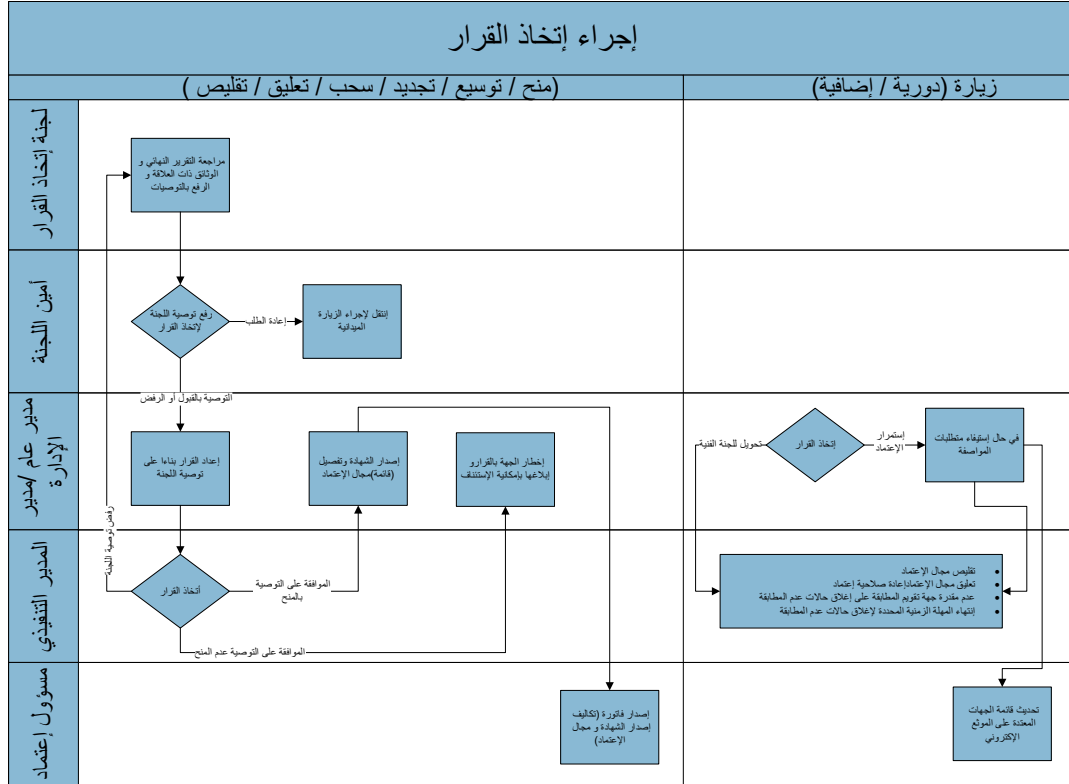 إجراء إتخاذ القرار
(منح / توسيع / تجديد / سحب / تعليق / تقليص )
زيارة (دورية / إضافية)
لجنة إتخاذ القرار
مراجعة التقرير النهائي و
الوثائق ذات العلاقة و
الرفع بالتوصيات
أمين اللجنة
رفع توصية اللجنة
لإتخاذ القرار
إعادة الطلب
إنتقل لإجراء الزيارة
الميدانية
التوصية بالقبول أو الرفض
مدير عام /مدير
الإدارة
إعداد القرار بناءا على
توصية اللجنة
إصدار الشهادة وتفصيل
(قائمة)مجال الإعتماد
إخطار الجهة بالقرارو
إبلاغها بإمكانية الإستئناف
تحويل للجنة الفنية
إتخاذ القرار
إستمرار
الإعتماد
في حال إستيفاء متطلبات
المواصفة
رفض توصية اللجنة
المدير التنفيذي
أتخاذ القرار
الموافقة على التوصية
بالمنح
الموافقة على التوصية عدم المنح
• تقليص مجال الإعتماد
• تعليق مجال الإعتماد|إعادة صلاحية إعتماد
• عدم مقدرة جهة تقويم المطابقة على إغلاق حالات عدم المطابقة
• إنتهاء المهلة الزمنية المحددة لإغلاق حالات عدم المطابقة
مسؤول إعتماد
إصدار فاتورة (تكاليف
إصدار الشهادة و مجال
الإعتماد)
تحديث قائمة الجهات
المعتدة على الموثع
الإكتروني